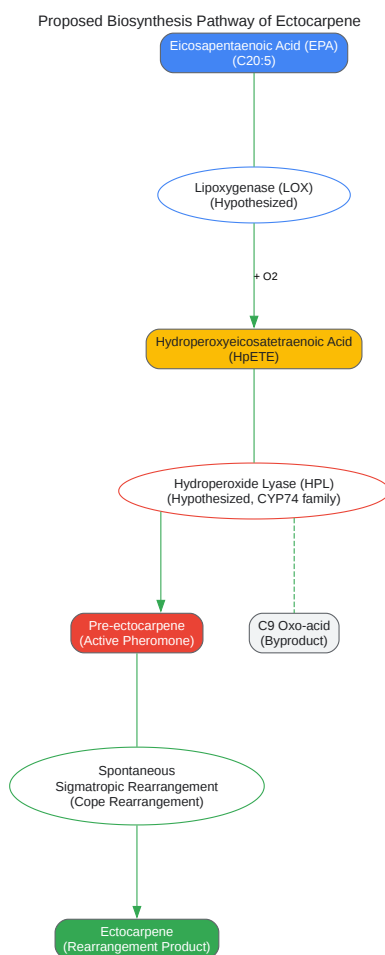 Proposed Biosynthesis Pathway of Ectocarpene
Eicosapentaenoic Acid (EPA)
(C20:5)
Lipoxygenase (LOX)
(Hypothesized)
+ O2
Hydroperoxyeicosatetraenoic Acid
(HpETE)
Hydroperoxide Lyase (HPL)
(Hypothesized, CYP74 family)
Pre-ectocarpene
(Active Pheromone)
C9 Oxo-acid
(Byproduct)
Spontaneous
Sigmatropic Rearrangement
(Cope Rearrangement)
Ectocarpene
(Rearrangement Product)